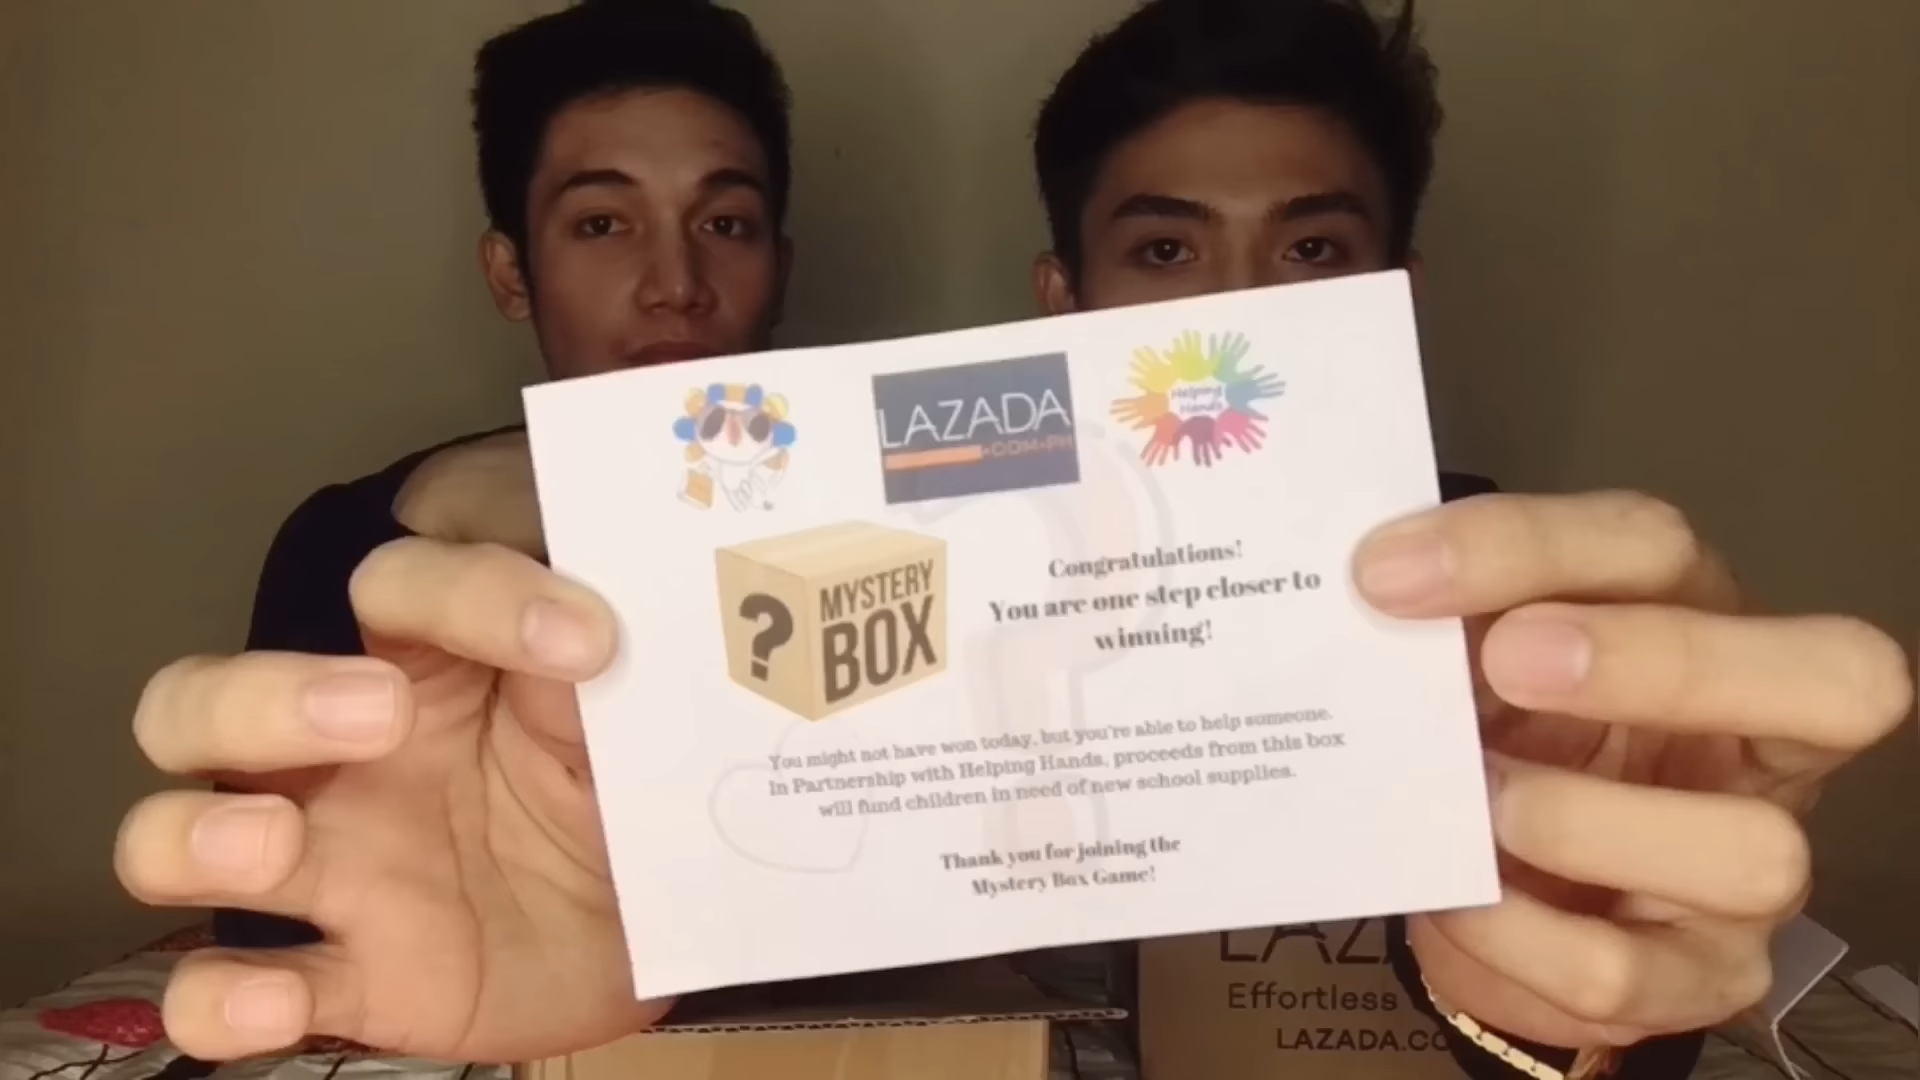 LAZADA
.COM.PH
Helping
Hands
?
MYSTERY
BOX
Congratulations!
You are one step closer to
winning!
You might not have won today, but you're able to help someone.
In Partnership with Helping Hands, proceeds from this box
will fund children in need of new school supplies.
Thank you for joining the
Mystery Box Game!
LAZ
Effortless
LAZADA.CO